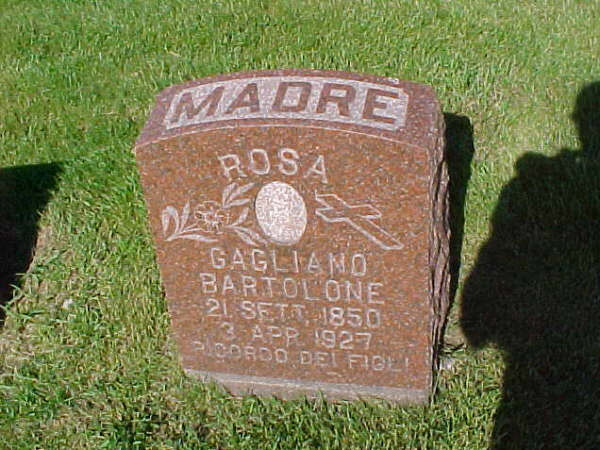 MADRE
ROSA
GAGLIANO
BARTOLONE
21 SETT. 1850
3 APR. 1927
RICORDO DEI FIGLI